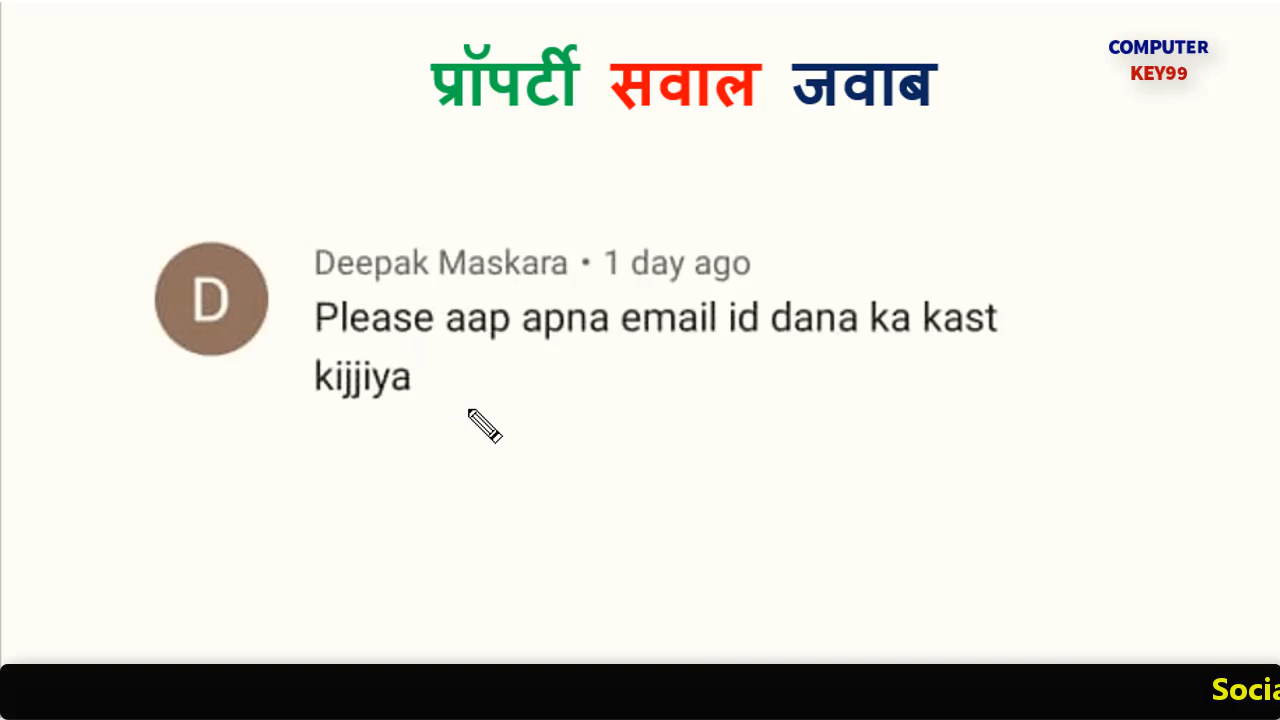 प्रॉपर्टी सवाल जवाब
COMPUTER
KEY99
D
Deepak Maskara • 1 day ago
Please aap apna email id dana ka kast
kijjiya